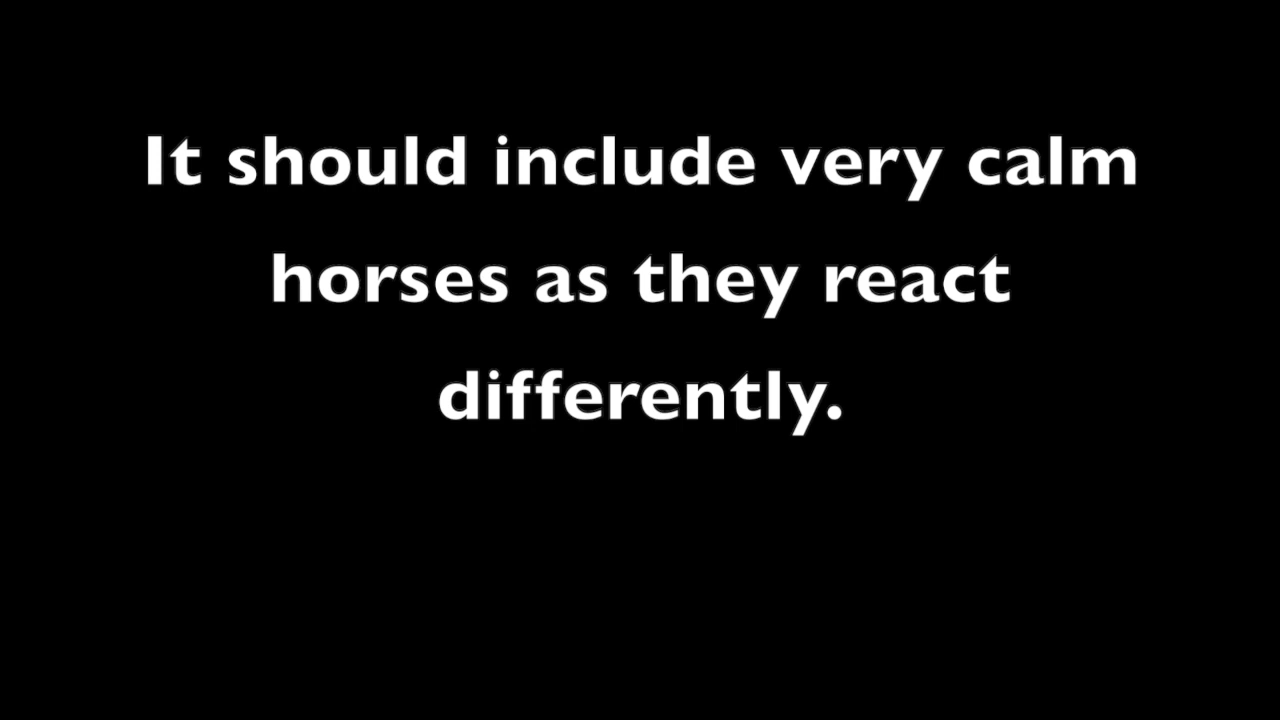 It should include very calm
horses as they react
differently.